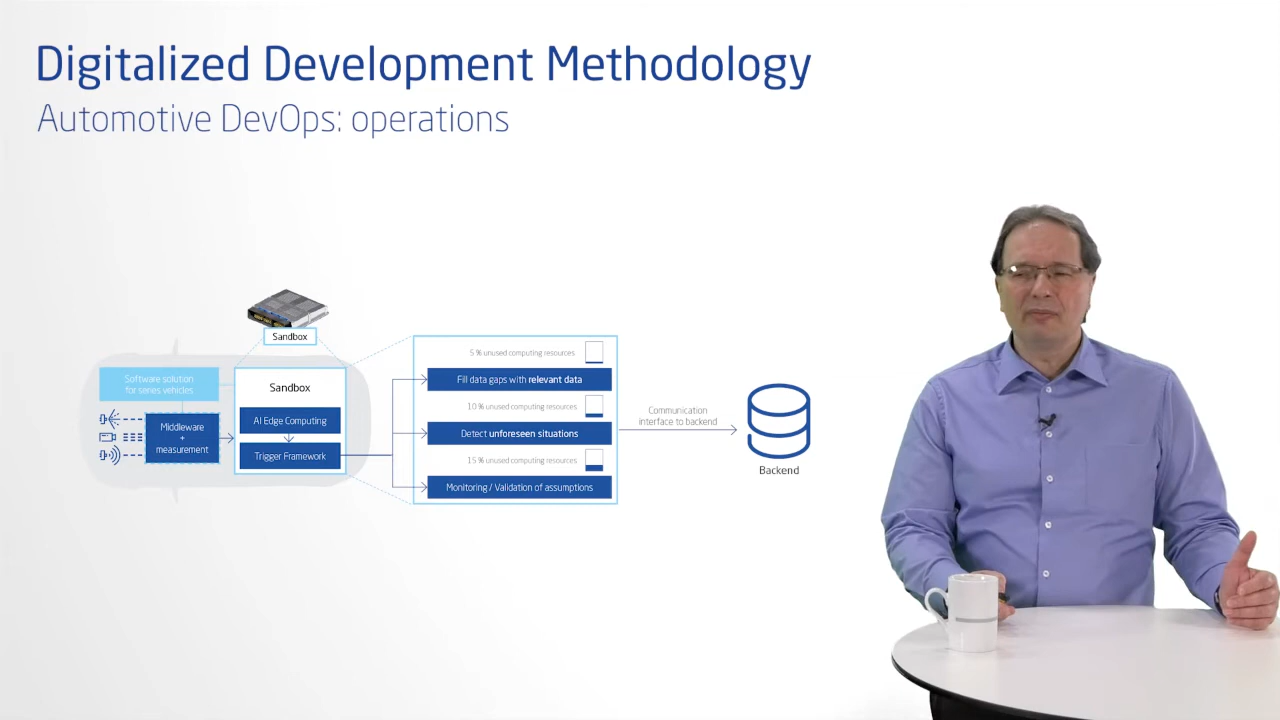 Digitalized Development Methodology
Automotive DevOps: operations
Sandbox
Software solution
for series vehicles
Middleware
+
measurement
Sandbox
AI Edge Computing
Trigger Framework
5 % unused computing resources
Fill data gaps with relevant data
10 % unused computing resources
Detect unforeseen situations
15 % unused computing resources
Monitoring / Validation of assumptions
Communication
interface to backend
Backend